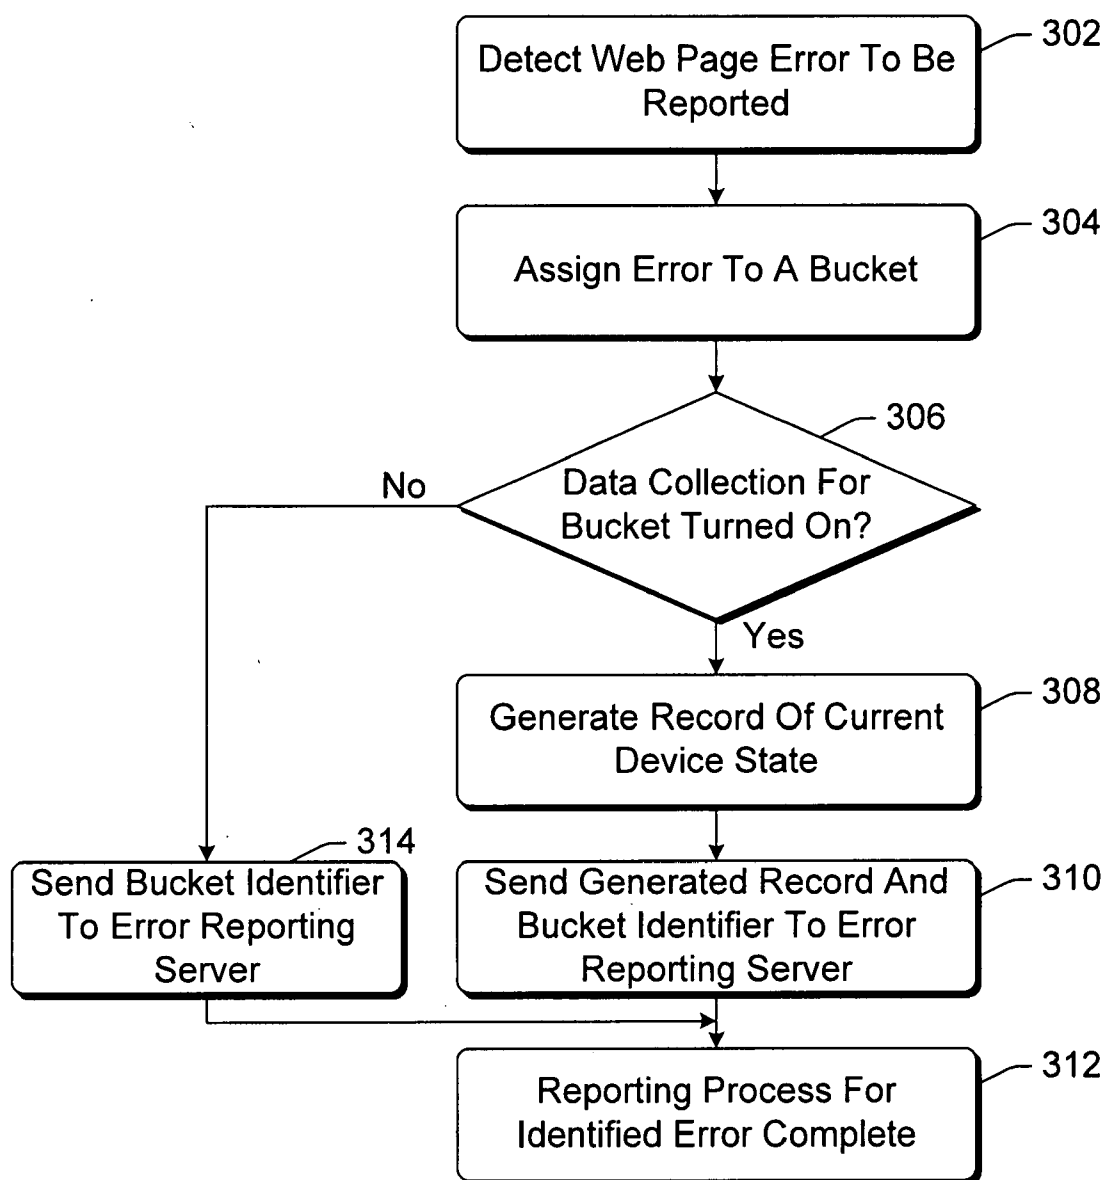 302
Detect Web Page Error To Be
Reported
304
Assign Error To A Bucket
306
Data Collection For
Bucket Turned On?
No
Yes
308
Generate Record Of Current
Device State
314
Send Bucket Identifier
To Error Reporting
Server
310
Send Generated Record And
Bucket Identifier To Error
Reporting Server
312
Reporting Process For
Identified Error Complete